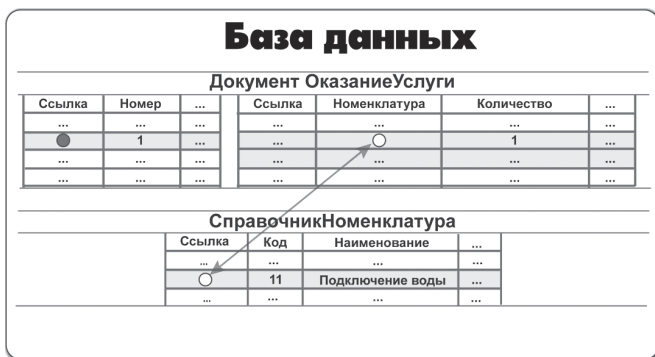 База данных
Документ ОказаниеУслуги
Ссылка Номер ... Ссылка Номенклатура Количество ...
... ... ... ... ... ... ...
1 ... ... 1 ...
... ... ... ... ... ... ...
... ... ... ... ... ... ...
СправочникНоменклатура
Ссылка Код Наименование ...
... ... ... ...
11 Подключение воды ...
... ... ... ...